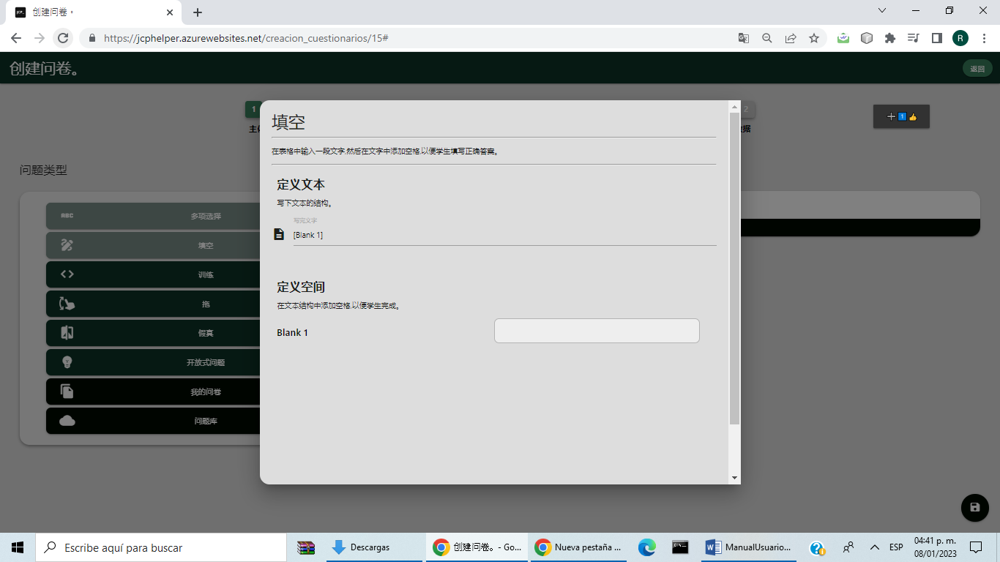 创建问卷。
https://jcphelper.azurewebsites.net/creacion_cuestionarios/15#
R
创建问卷。
返回
1
2
1
填空
在表格中输入一段文字,然后在文字中添加空格,以便学生填写正确答案。
问题类型
定义文本
写下文本的结构。
写完文字
[Blank 1]
定义空间
在文本结构中添加空格,以便学生完成。
Blank 1
ABC
多项选择
填空
训练
拖
假真
开放式问题
我的问卷
问题库
Escribe aquí para buscar
Descargas
创建问卷。 - Go...
Nueva pestaña ...
ManualUsuario...
ESP
04:41 p. m.
08/01/2023